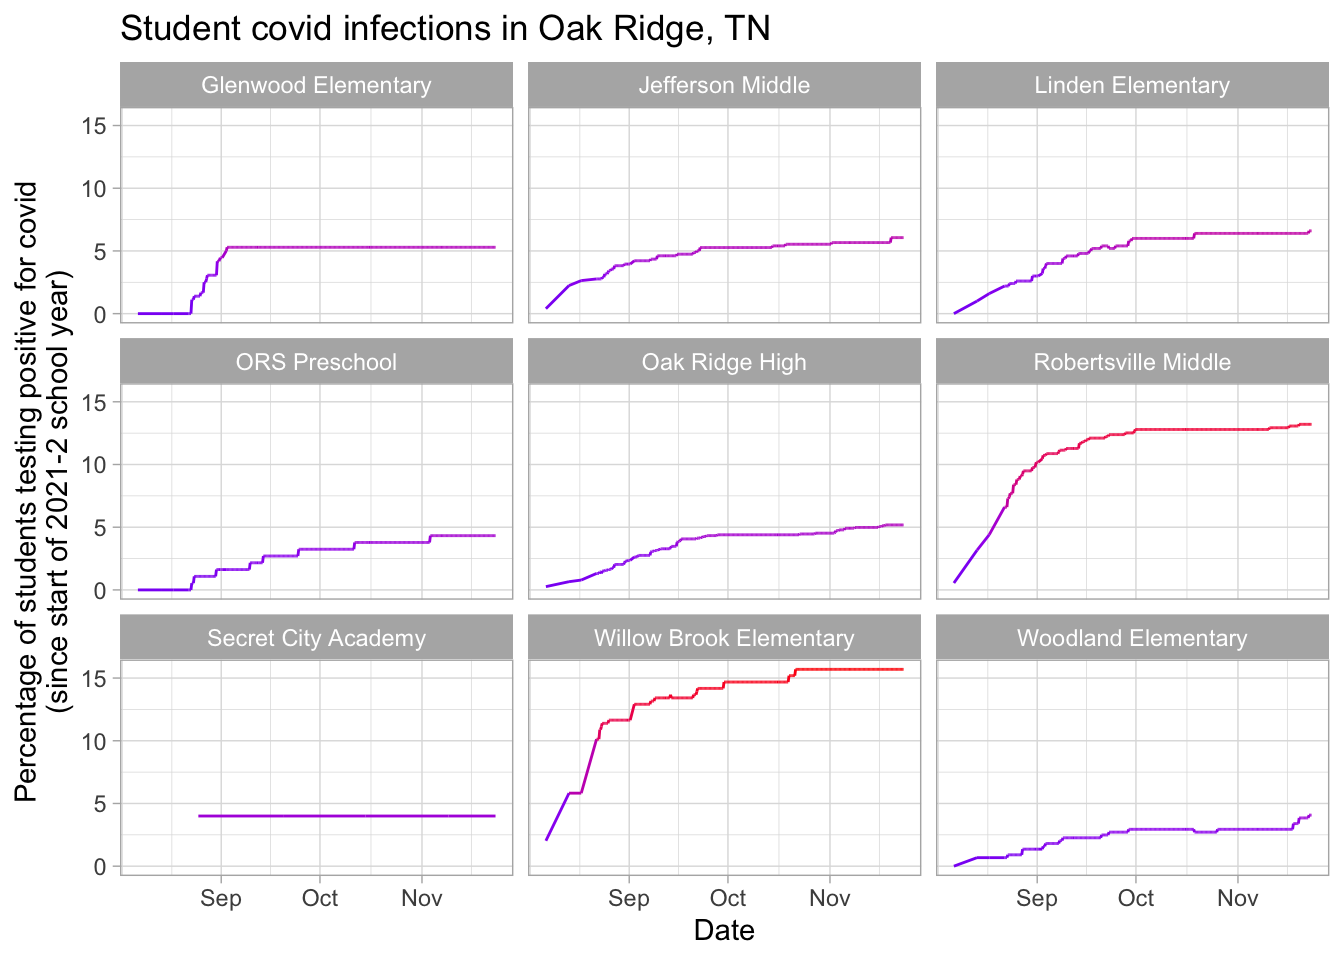 Student covid infections in Oak Ridge, TN
Percentage of students testing positive for covid
(since start of 2021-2 school year)
Glenwood Elementary
Jefferson Middle
Linden Elementary
15
10
5
0
ORS Preschool
Oak Ridge High
Robertsville Middle
15
10
5
0
Secret City Academy
Willow Brook Elementary
Woodland Elementary
15
10
5
0
Sep Oct Nov
Sep Oct Nov
Sep Oct Nov
Date